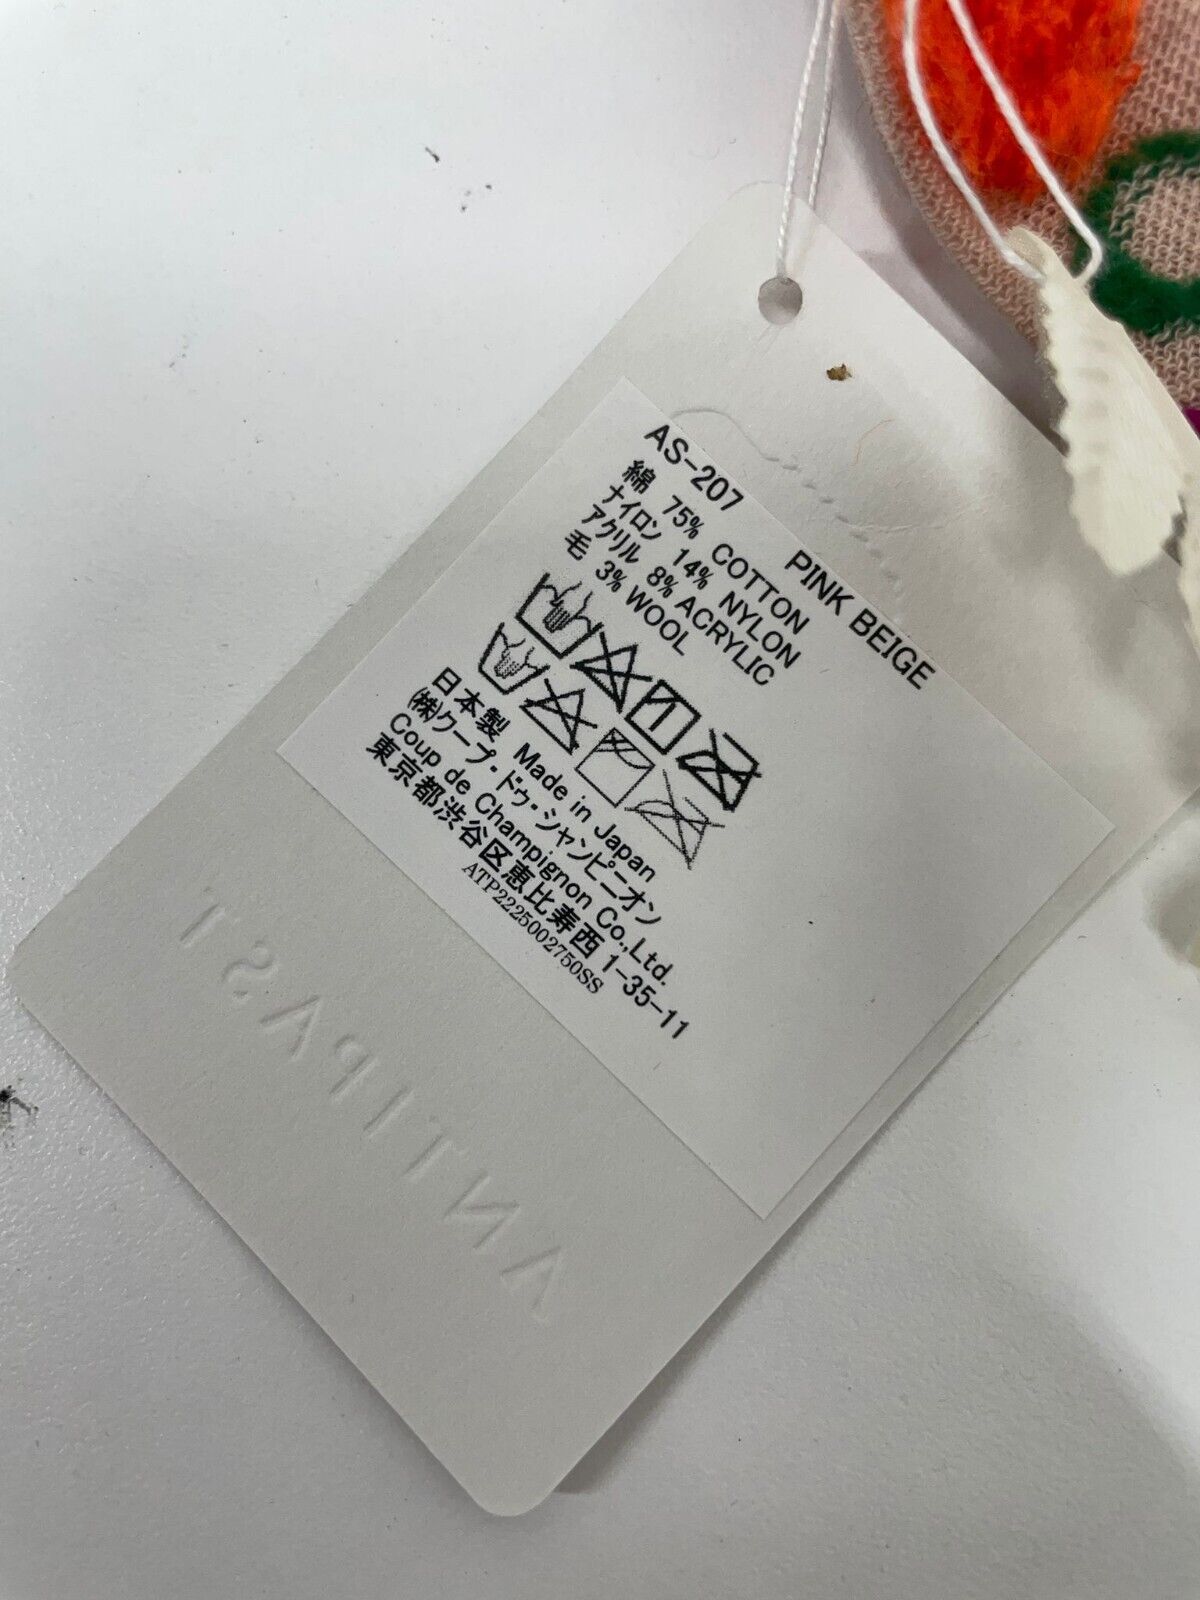 AS-207 PINK BEIGE
綿 75% COTTON
ナイロン 14% NYLON
アクリル 8% ACRYLIC
毛 3% WOOL
日本製 Made in Japan
(株)クープ・ドゥ・シャンピニオン
Coup de Champignon Co.,Ltd.
東京都渋谷区恵比寿西 1-35-11
ATP2225002750SS
ANTIPAST